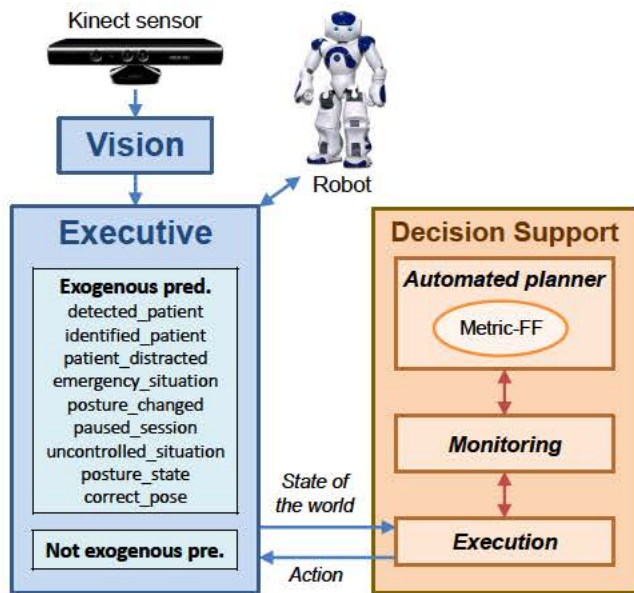 Kinect sensor
Vision
Robot
Executive
Exogenous pred.
detected_patient
identified_patient
patient_distracted
emergency_situation
posture_changed
paused_session
uncontrolled_situation
posture_state
correct_pose
Not exogenous pre.
State of
the world
Action
Decision Support
Automated planner
Metric-FF
Monitoring
Execution